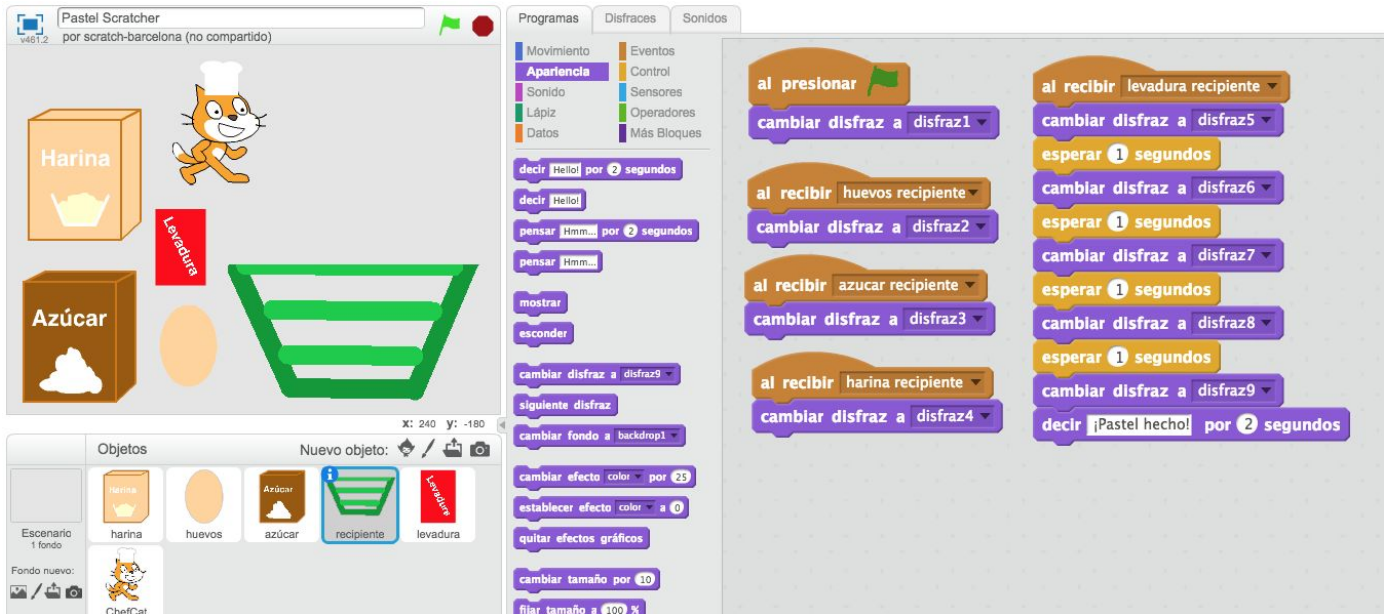 Pastel Scratcher
v461.2
por scratch-barcelona (no compartido)
Harina
Levadura
Azúcar
x: 240 y: -180
Objetos
Nuevo objeto:
Escenario
1 fondo
Fondo nuevo:
Harina
harina
huevos
Azúcar
azúcar
recipiente
Levadura
levadura
ChefCat
Programas
Disfraces
Sonidos
Movimiento
Apariencia
Sonido
Lápiz
Datos
Eventos
Control
Sensores
Operadores
Más Bloques
decir Hello! por 2 segundos
decir Hello!
pensar Hmm... por 2 segundos
pensar Hmm...
mostrar
esconder
cambiar disfraz a disfraz9
siguiente disfraz
cambiar fondo a backdrop1
cambiar efecto color por 25
establecer efecto color a 0
quitar efectos gráficos
cambiar tamaño por 10
fijar tamaño a 100 %
al presionar
cambiar disfraz a disfraz1
al recibir huevos recipiente
cambiar disfraz a disfraz2
al recibir azucar recipiente
cambiar disfraz a disfraz3
al recibir harina recipiente
cambiar disfraz a disfraz4
al recibir levadura recipiente
cambiar disfraz a disfraz5
esperar 1 segundos
cambiar disfraz a disfraz6
esperar 1 segundos
cambiar disfraz a disfraz7
esperar 1 segundos
cambiar disfraz a disfraz8
esperar 1 segundos
cambiar disfraz a disfraz9
decir ¡Pastel hecho! por 2 segundos